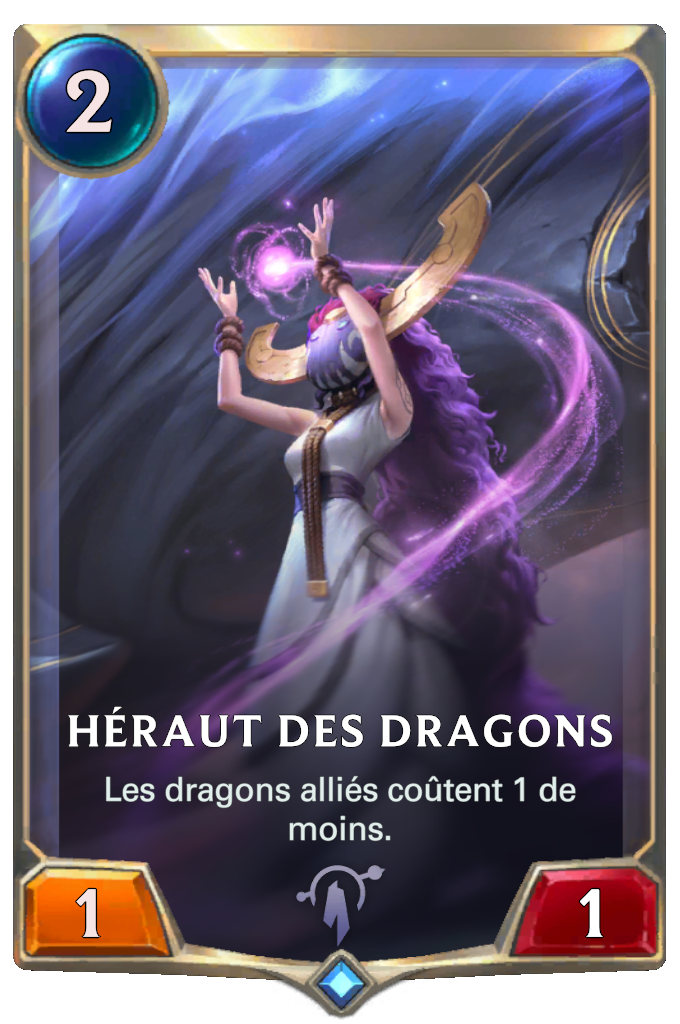 2
HÉRAUT DES DRAGONS
Les dragons alliés coûtent 1 de
moins.
1
1